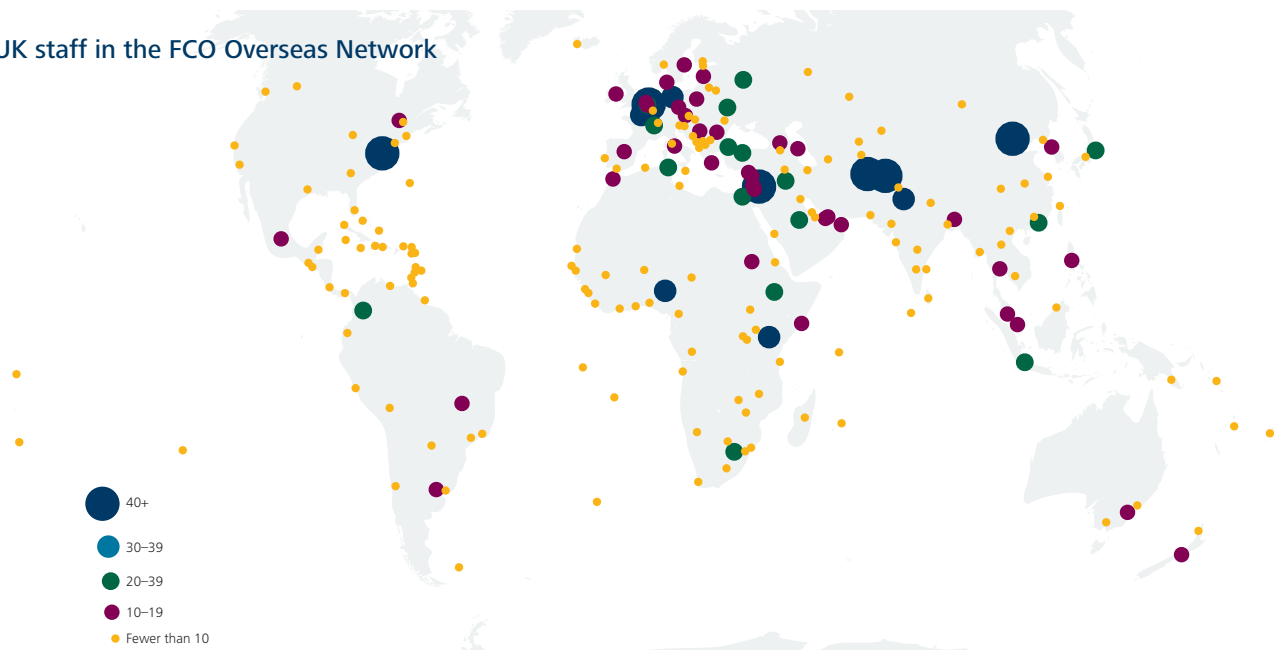 UK staff in the FCO Overseas Network
40+
30–39
20–39
10–19
Fewer than 10